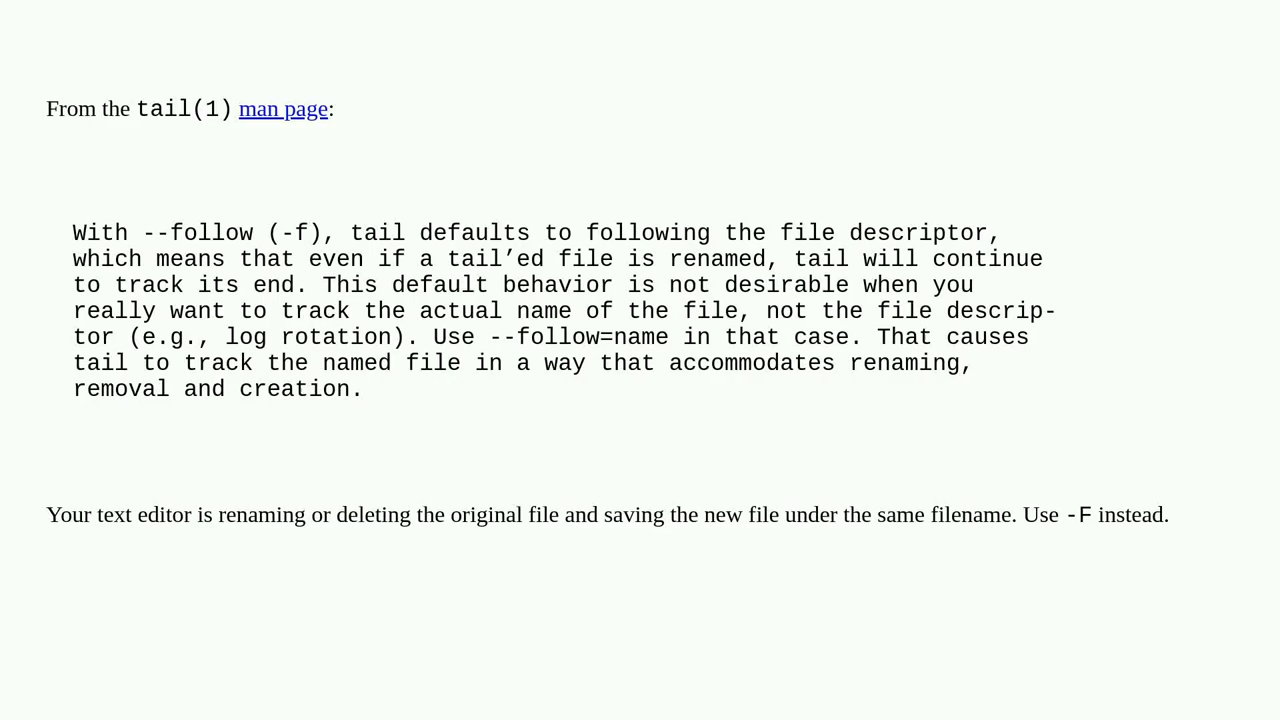 From the tail(1) man page:
With --follow (-f), tail defaults to following the file descriptor,
which means that even if a tail’ed file is renamed, tail will continue
to track its end. This default behavior is not desirable when you
really want to track the actual name of the file, not the file descrip-
tor (e.g., log rotation). Use --follow=name in that case. That causes
tail to track the named file in a way that accommodates renaming,
removal and creation.
Your text editor is renaming or deleting the original file and saving the new file under the same filename. Use -F instead.